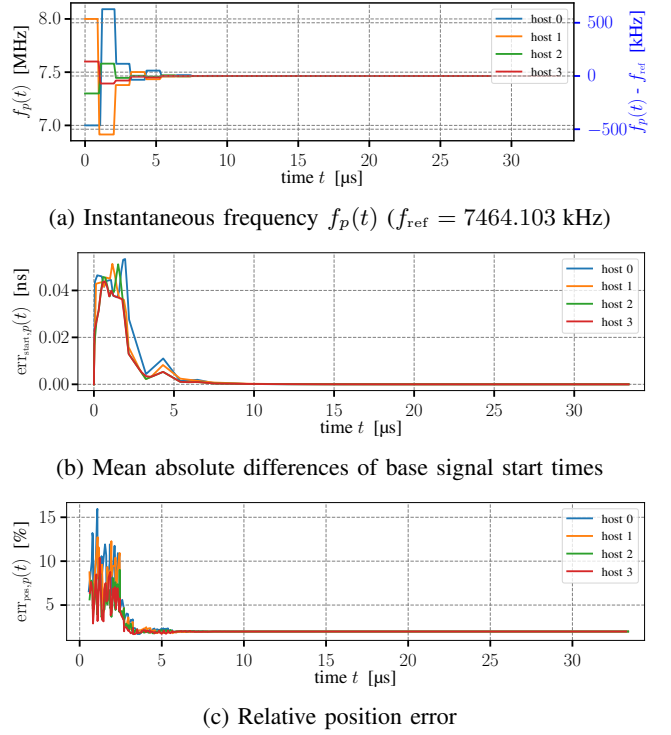 8.0
7.5
7.0
f_p(t) [MHz]
500
0
−500
f_p(t) - f_ref [kHz]
host 0
host 1
host 2
host 3
0 5 10 15 20 25 30
time t [µs]
(a) Instantaneous frequency f_p(t) (f_ref = 7464.103 kHz)
0.04
0.02
0.00
err_start,p(t) [ns]
host 0
host 1
host 2
host 3
0 5 10 15 20 25 30
time t [µs]
(b) Mean absolute differences of base signal start times
15
10
5
err_pos,p(t) [%]
host 0
host 1
host 2
host 3
0 5 10 15 20 25 30
time t [µs]
(c) Relative position error